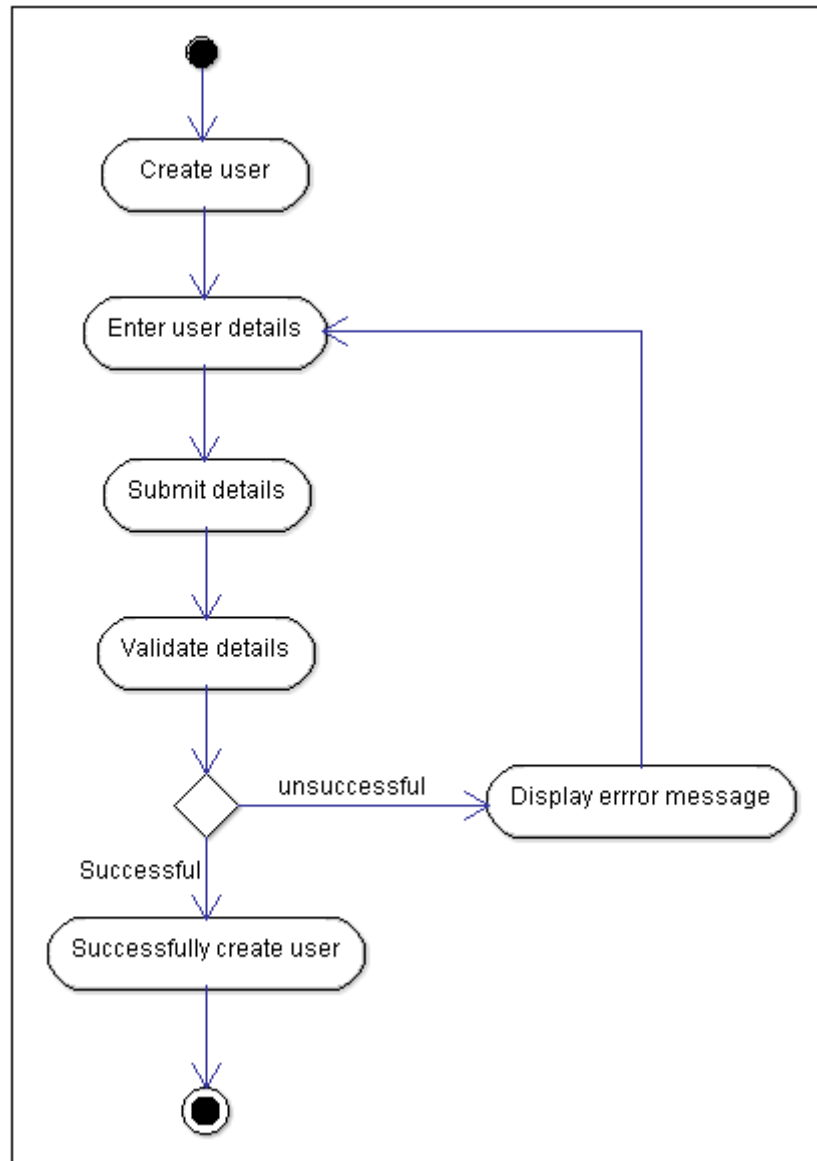 Create user
Enter user details
Submit details
Validate details
unsuccessful
Display errror message
Successful
Successfully create user